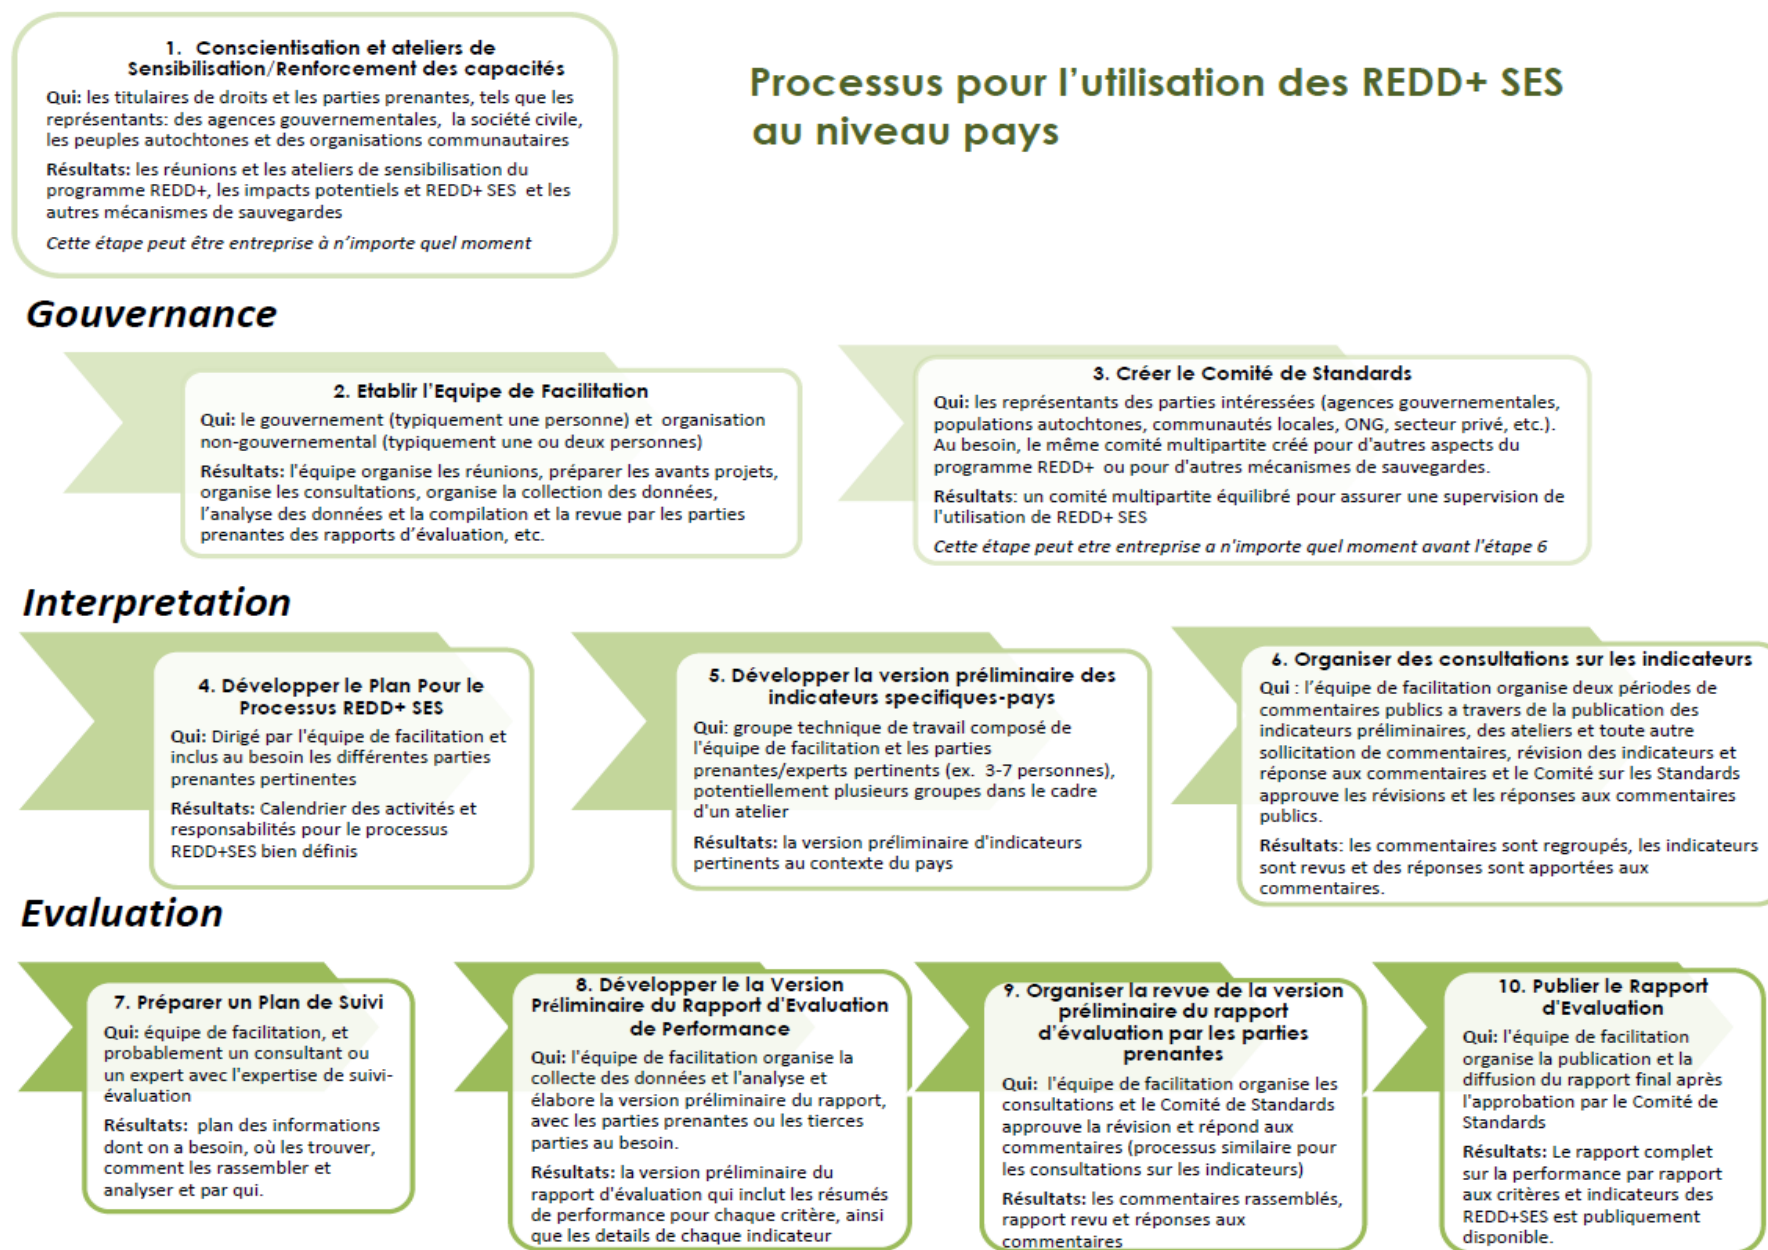 1. Conscientisation et ateliers de
Sensibilisation/Renforcement des capacités
Qui: les titulaires de droits et les parties prenantes, tels que les
représentants: des agences gouvernementales, la société civile,
les peuples autochtones et des organisations communautaires
Résultats: les réunions et les ateliers de sensibilisation du
programme REDD+, les impacts potentiels et REDD+ SES et les
autres mécanismes de sauvegardes
Cette étape peut être entreprise à n'importe quel moment
Processus pour l'utilisation des REDD+ SES
au niveau pays
Gouvernance
2. Etablir l'Equipe de Facilitation
Qui: le gouvernement (typiquement une personne) et organisation
non-gouvernemental (typiquement une ou deux personnes)
Résultats: l'équipe organise les réunions, préparer les avants projets,
organise les consultations, organise la collection des données,
l'analyse des données et la compilation et la revue par les parties
prenantes des rapports d'évaluation, etc.
3. Créer le Comité de Standards
Qui: les représentants des parties intéressées (agences gouvernementales,
populations autochtones, communautés locales, ONG, secteur privé, etc.).
Au besoin, le même comité multipartite créé pour d'autres aspects du
programme REDD+ ou pour d'autres mécanismes de sauvegardes.
Résultats: un comité multipartite équilibré pour assurer une supervision de
l'utilisation de REDD+ SES
Cette étape peut etre entreprise a n'importe quel moment avant l'étape 6
Interpretation
4. Développer le Plan Pour le
Processus REDD+ SES
Qui: Dirigé par l'équipe de facilitation et
inclus au besoin les différentes parties
prenantes pertinentes
Résultats: Calendrier des activités et
responsabilités pour le processus
REDD+SES bien définis
5. Développer la version préliminaire des
indicateurs specifiques-pays
Qui: groupe technique de travail composé de
l'équipe de facilitation et les parties
prenantes/experts pertinents (ex. 3-7 personnes),
potentiellement plusieurs groupes dans le cadre
d'un atelier
Résultats: la version préliminaire d'indicateurs
pertinents au contexte du pays
6. Organiser des consultations sur les indicateurs
Qui : l'équipe de facilitation organise deux périodes de
commentaires publics a travers de la publication des
indicateurs préliminaires, des ateliers et toute autre
sollicitation de commentaires, révision des indicateurs et
réponse aux commentaires et le Comité sur les Standards
approuve les révisions et les réponses aux commentaires
publics.
Résultats: les commentaires sont regroupés, les indicateurs
sont revus et des réponses sont apportées aux
commentaires.
Evaluation
7. Préparer un Plan de Suivi
Qui: équipe de facilitation, et
probablement un consultant ou
un expert avec l'expertise de suivi-
évaluation
Résultats: plan des informations
dont on a besoin, où les trouver,
comment les rassembler et
analyser et par qui.
8. Développer le la Version
Préliminaire du Rapport d'Evaluation
de Performance
Qui: l'équipe de facilitation organise la
collecte des données et l'analyse et
élabore la version préliminaire du rapport,
avec les parties prenantes ou les tierces
parties au besoin.
Résultats: la version préliminaire du
rapport d'évaluation qui inclut les résumés
de performance pour chaque critère, ainsi
que les details de chaque indicateur
9. Organiser la revue de la version
préliminaire du rapport
d'évaluation par les parties
prenantes
Qui: l'équipe de facilitation organise les
consultations et le Comité de Standards
approuve la révision et répond aux
commentaires (processus similaire pour
les consultations sur les indicateurs)
Résultats: les commentaires rassemblés,
rapport revu et réponses aux
commentaires
10. Publier le Rapport
d'Evaluation
Qui: l'équipe de facilitation
organise la publication et la
diffusion du rapport final après
l'approbation par le Comité de
Standards
Résultats: Le rapport complet
sur la performance par rapport
aux critères et indicateurs des
REDD+SES est publiquement
disponible.